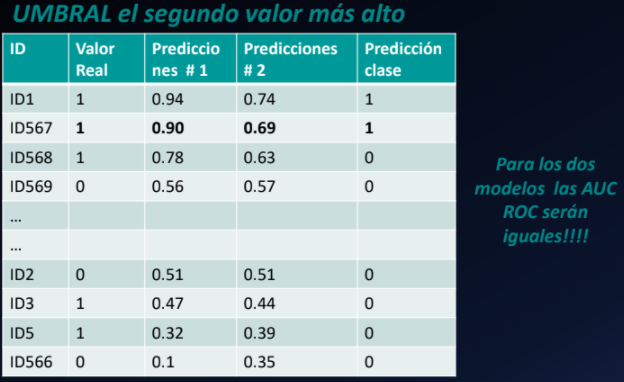 UMBRAL el segundo valor más alto
ID Valor Real Prediccio nes # 1 Predicciones # 2 Predicción clase
ID1 1 0.94 0.74 1
ID567 1 0.90 0.69 1
ID568 1 0.78 0.63 0
ID569 0 0.56 0.57 0
...
...
ID2 0 0.51 0.51 0
ID3 1 0.47 0.44 0
ID5 1 0.32 0.39 0
ID566 0 0.1 0.35 0
Para los dos
modelos las AUC
ROC serán
iguales!!!!